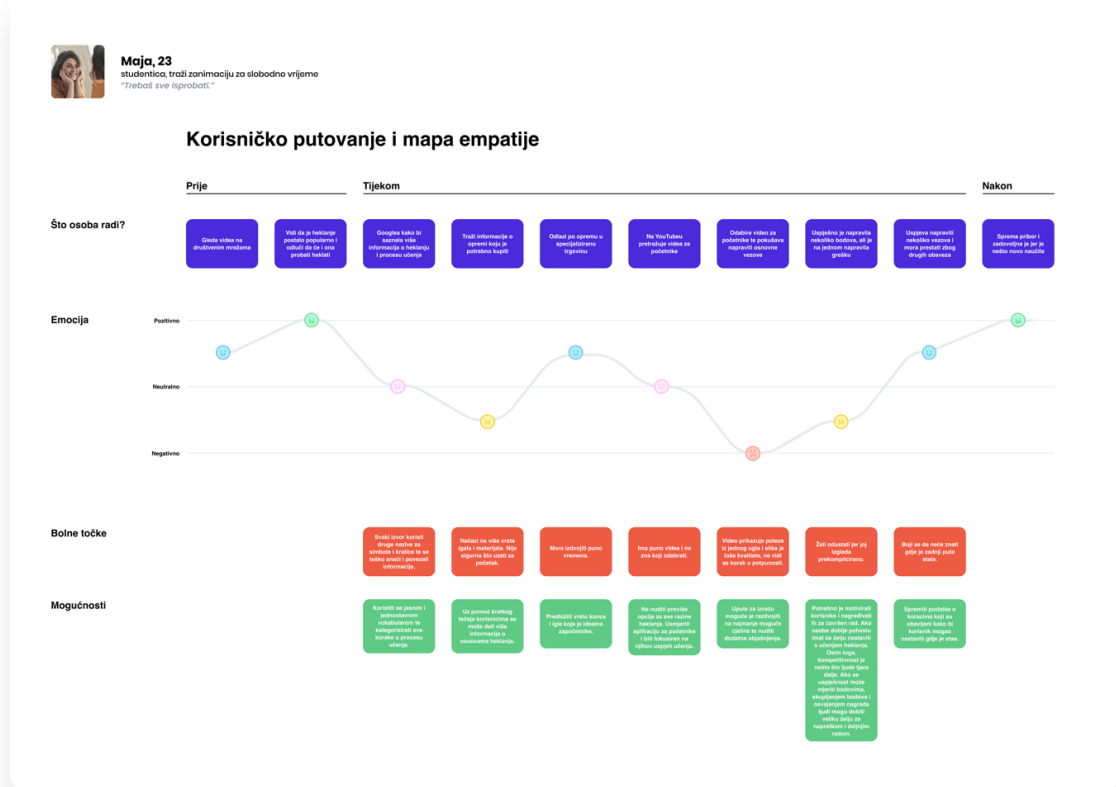 Maja, 23
studentica, traži zanimaciju za slobodno vrijeme
"Trebaš sve isprobati."
Korisničko putovanje i mapa empatije
Prije
Tijekom
Nakon
Što osoba radi?
Gleda videa na
društvenim mrežama
Vidi da je heklanje
postalo popularno i
odluči da će i ona
probati heklati
Googlea kako bi
saznala više
informacija o heklanju
i procesu učenja
Traži informacije o
opremi koju je
potrebno kupiti
Odlazi po opremu u
specijaliziranu
trgovinu
Na YouTubeu
pretražuje videa za
početnike
Odabire video za
početnike te pokušava
napraviti osnovne
vezove
Uspješno je napravila
nekoliko bodova, ali je
na jednom napravila
grešku
Uspjeva napraviti
nekoliko vezova i
mora prestati zbog
drugih obaveza
Sprema pribor i
zadovoljna je jer je
nešto novo naučila
Emocija
Pozitivno
Neutralno
Negativno
Bolne točke
Svaki izvor koristi
druge nazive za
simbole i kratice te se
teško snaći i povezati
informacije.
Nailazi na više vrsta
igala i materijala. Nije
sigurna što uzeti za
početak.
Mora izdvojiti puno
vremena.
Ima puno videa i ne
zna koji odabrati.
Video prikazuje poteze
iz jednog ugla i slika je
loše kvalitete, ne vidi
se korak u potpunosti.
Želi odustati jer joj
izgleda
prekomplicirano.
Boji se da neće znati
gdje je zadnji puta
stala.
Mogućnosti
Koristiti se jasnim i
jednostavnim
vokabularom te
kategorizirati sve
korake u procesu
učenja.
Uz pomoć kratkog
tečaja korisnicima se
može dati više
informacija o
osnovama heklanja.
Predložiti vrstu konca
i igle koja je idealna
započetnike.
Ne nuditi previše
opcija za sve razine
heklanja. Usmjeriti
aplikaciju za početnike
i biti fokusiran na
njihov uspjeh učenja.
Upute za izradu
moguće je razdvojiti
na najmanje moguće
cjeline te nuditi
dodatna objašnjenja.
Potrebno je motivirati
korisnike i nagrađivati
ih za završen rad. Ako
osoba dobije pohvalu
imat će želju nastaviti
s učenjem heklanja.
Osim toga,
kompetitivnost je
nešto što ljude tjera
dalje. Ako se
uspješnost može
mjeriti bodovima,
skupljanjem bodova i
osvajanjem nagrada
ljudi mogu dobiti
veliku želju za
napretkom i daljnjim
radom.
Spremiti podatke o
koracima koji su
obavljeni kako bi
korisnik mogao
nastaviti gdje je stao.